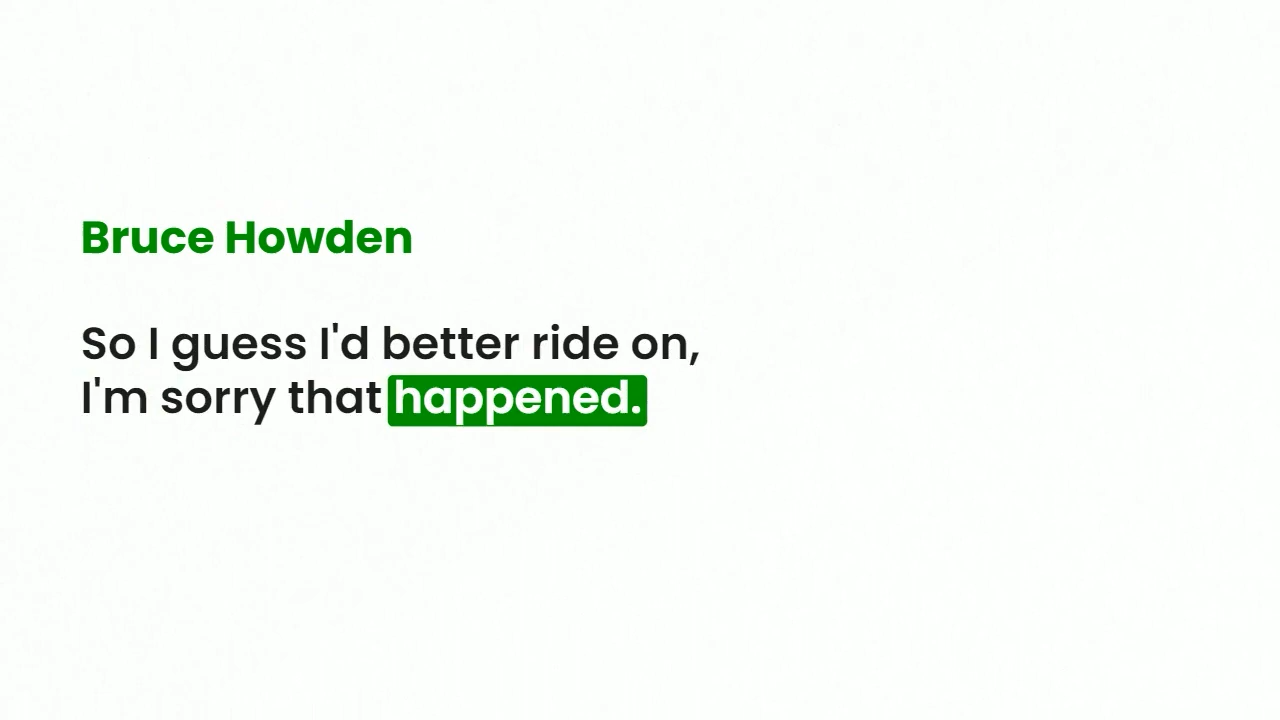 Bruce Howden
So I guess I'd better ride on,
I'm sorry that happened.